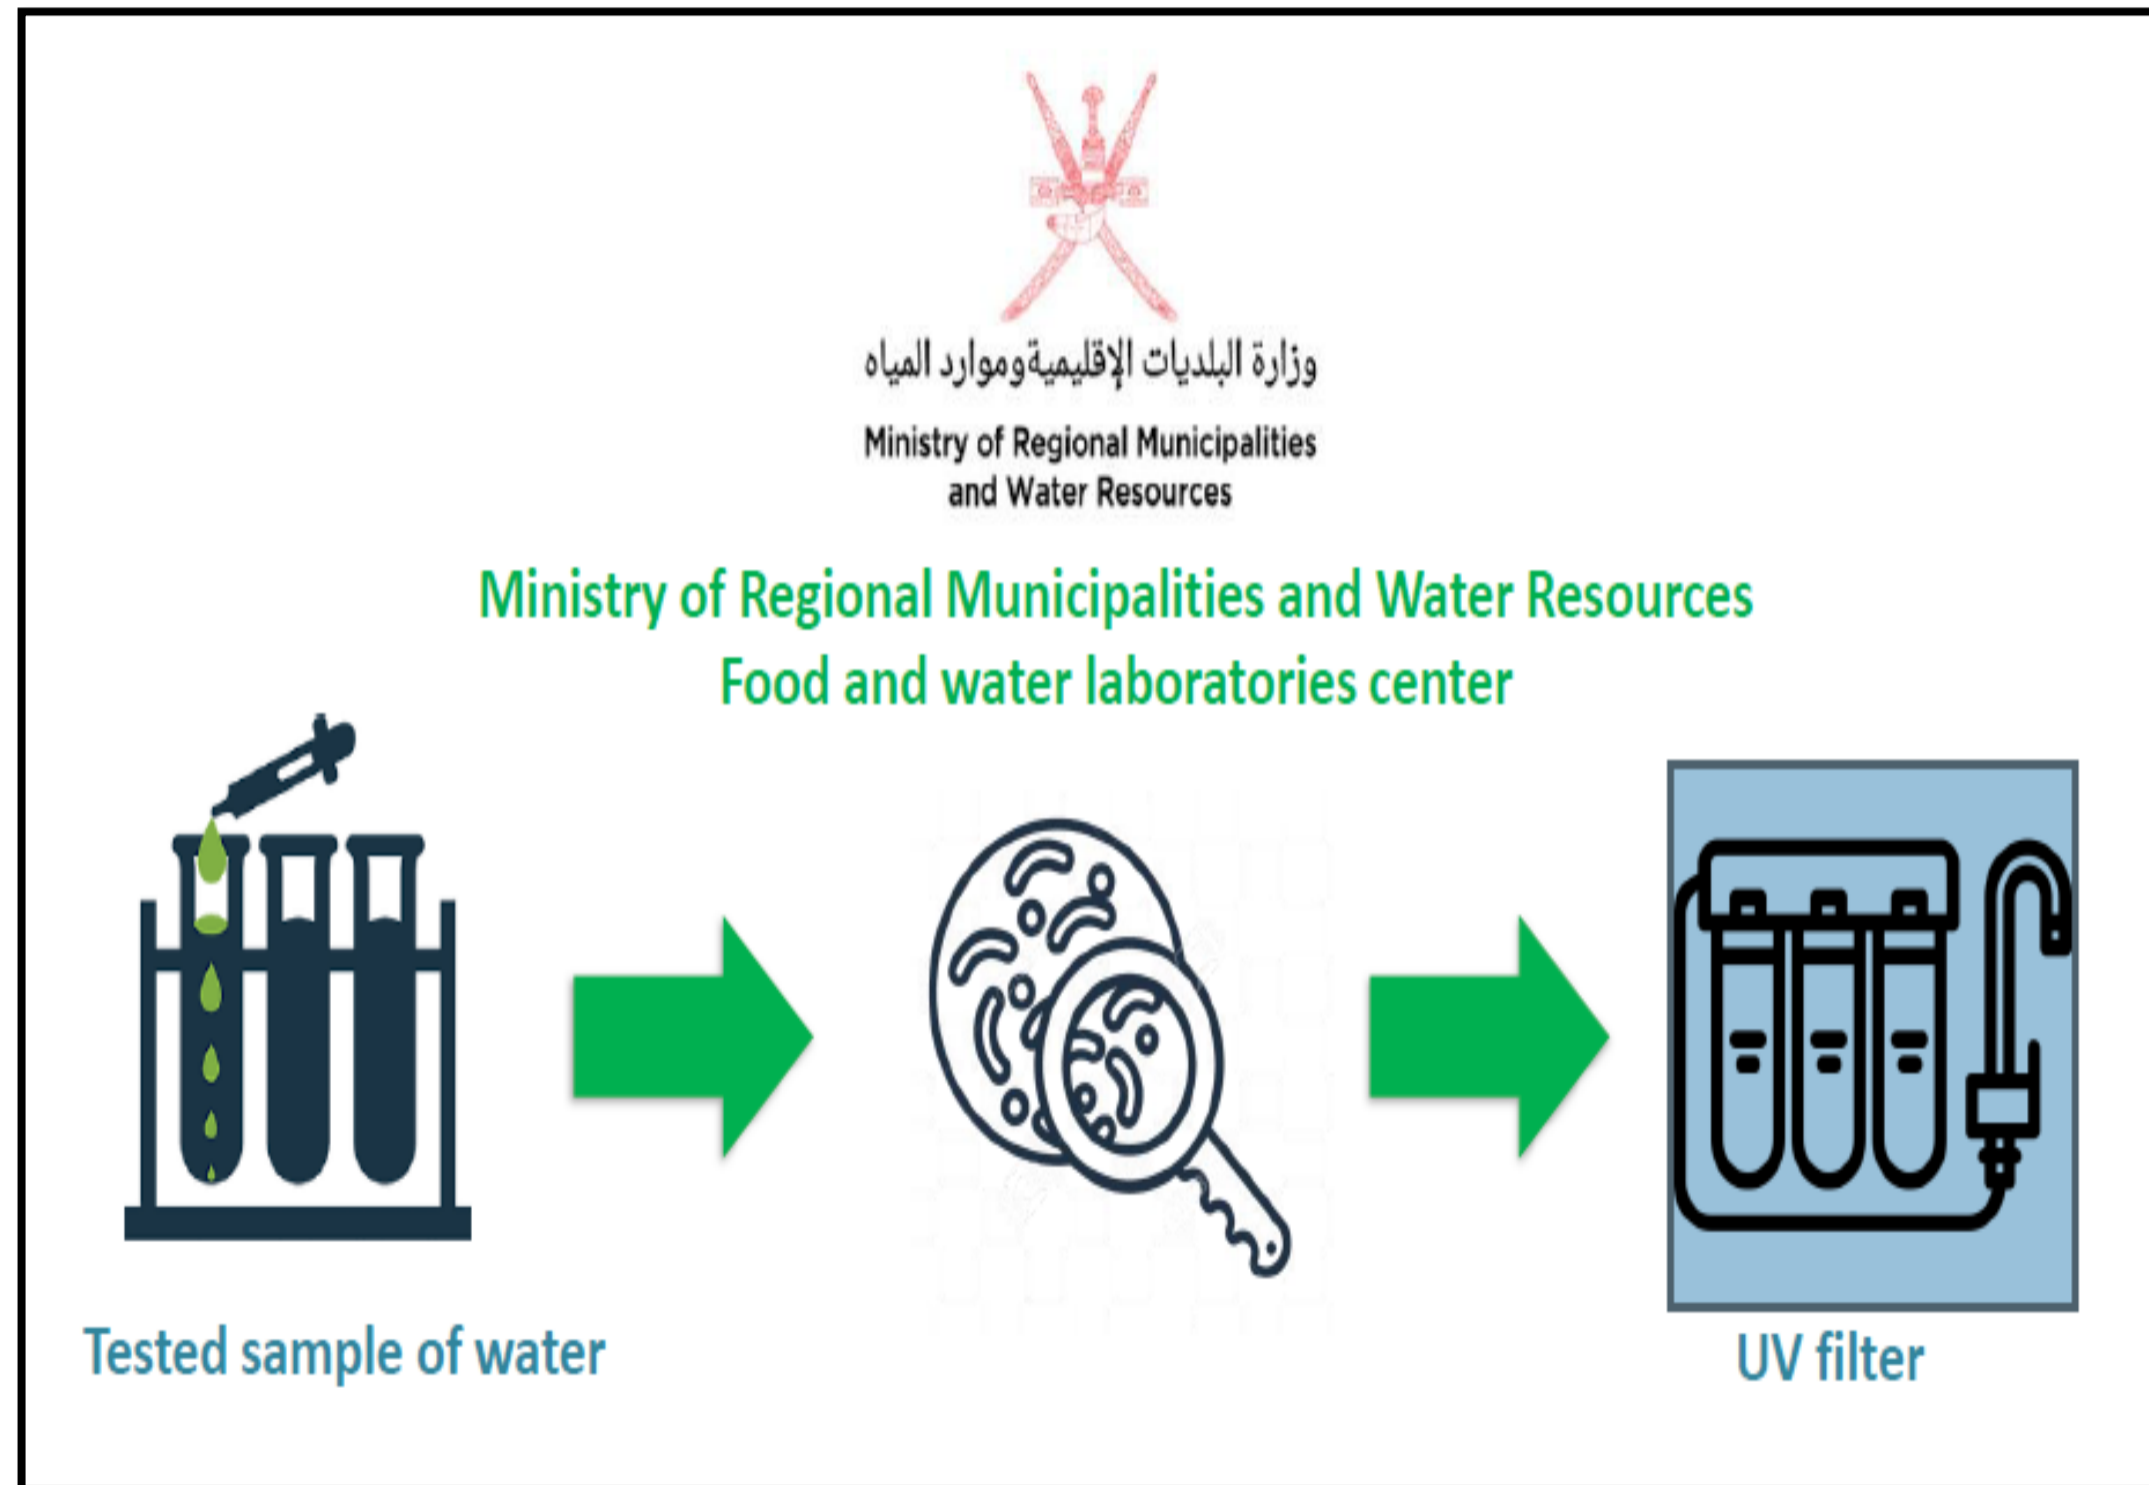 وزارة البلديات الإقليمية وموارد المياه
Ministry of Regional Municipalities
and Water Resources
Ministry of Regional Municipalities and Water Resources
Food and water laboratories center
Tested sample of water
UV filter